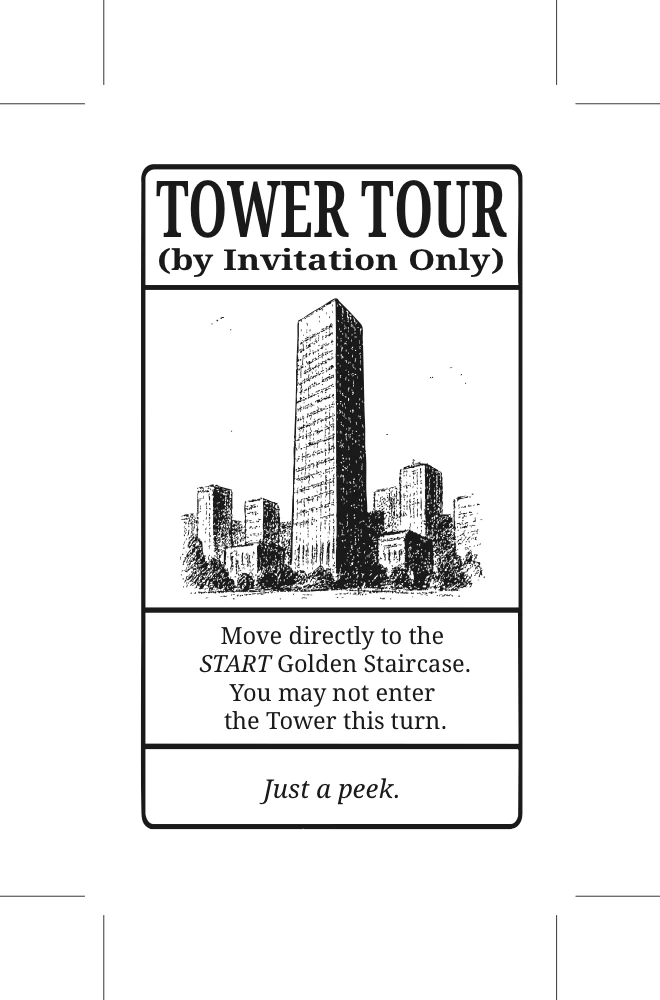 TOWER TOUR
(by Invitation Only)
Move directly to the
START Golden Staircase.
You may not enter
the Tower this turn.
Just a peek.